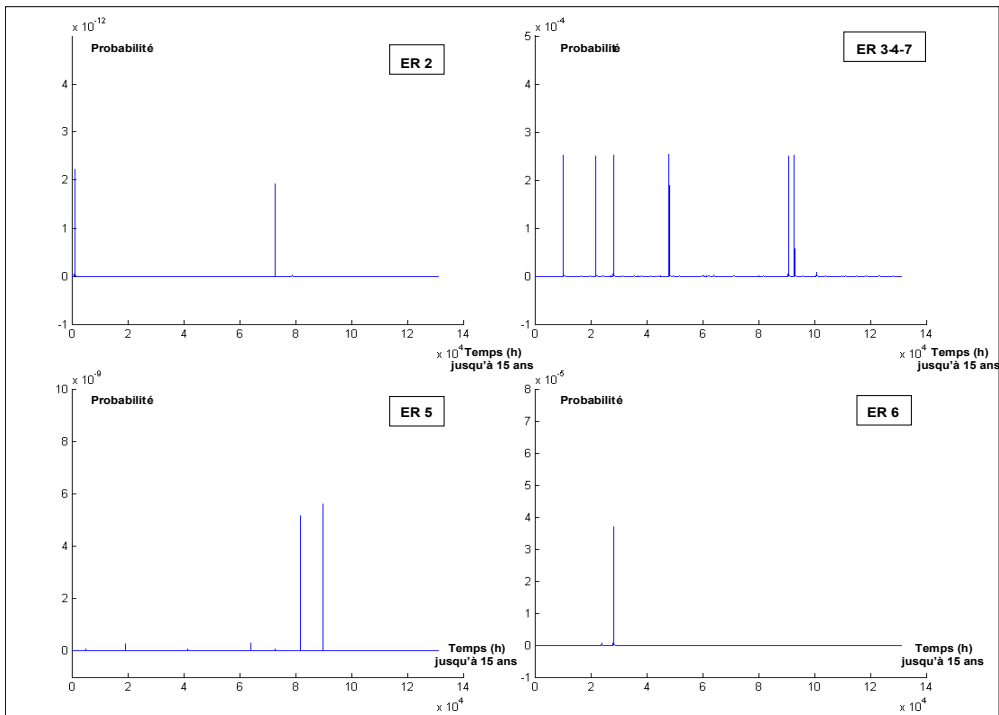 x 10^-12
Probabilité
ER 2
4
3
2
1
0
-1
0 2 4 6 8 10 12 14
x 10^4
Temps (h)
jusqu'à 15 ans
5 x 10^-4
Probabilité
ER 3-4-7
4
3
2
1
0
-1
0 2 4 6 8 10 12 14
x 10^4
Temps (h)
jusqu'à 15 ans
10 x 10^-9
Probabilité
ER 5
8
6
4
2
0
0 2 4 6 8 10 12 14
x 10^4
Temps (h)
jusqu'à 15 ans
8 x 10^-5
Probabilité
ER 6
7
6
5
4
3
2
1
0
-1
0 2 4 6 8 10 12 14
x 10^4
Temps (h)
jusqu'à 15 ans